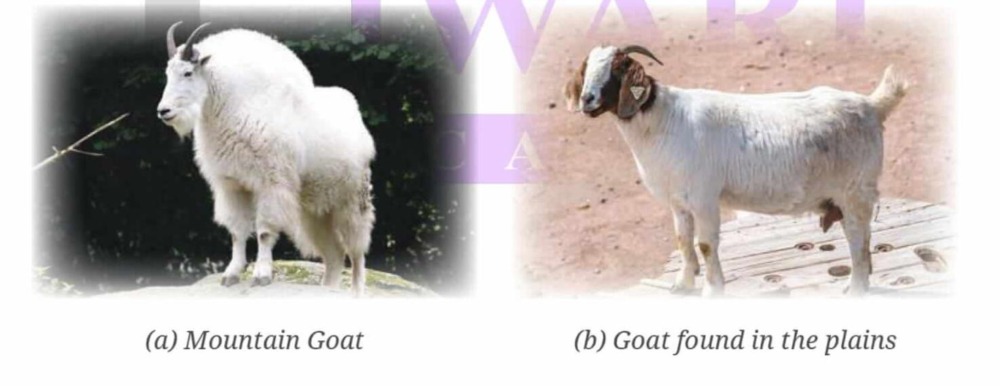 (a) Mountain Goat
(b) Goat found in the plains